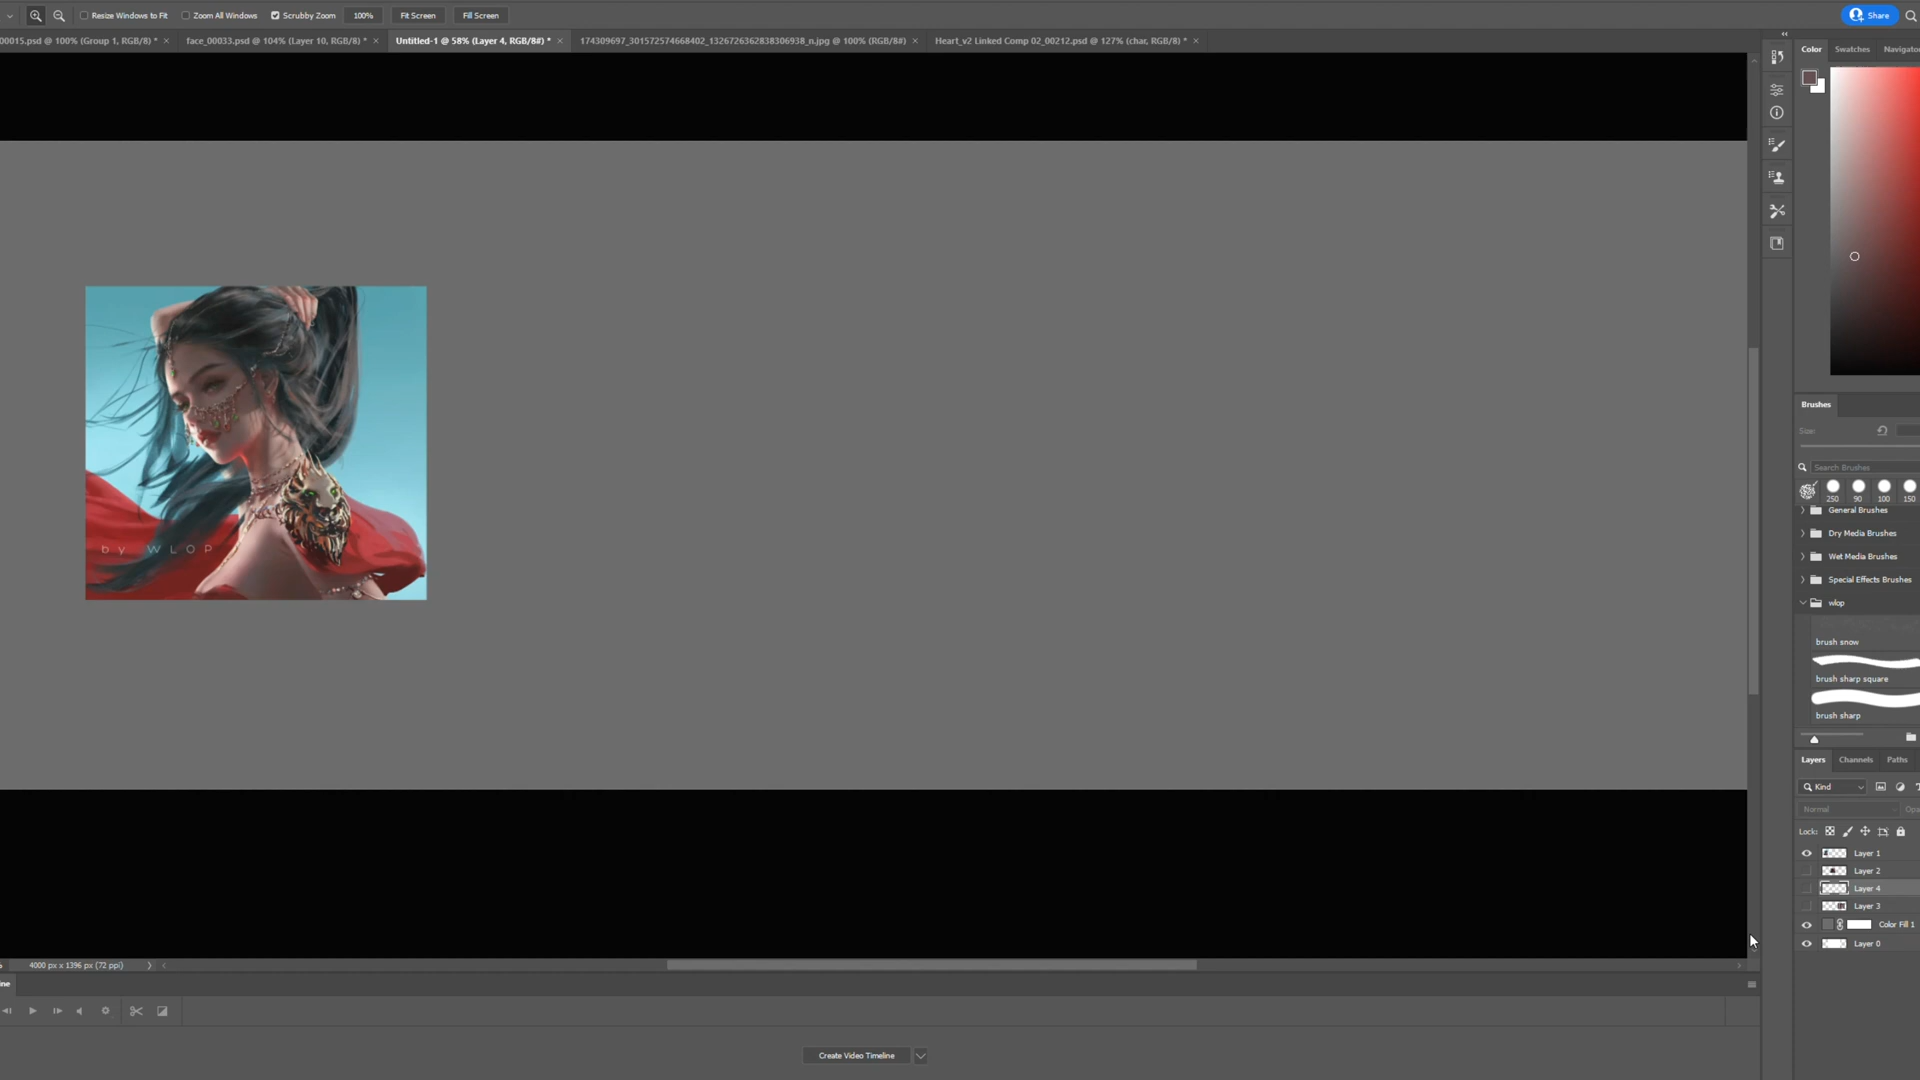 Resize Windows to Fit Zoom All Windows Scrubby Zoom 100% Fit Screen Fill Screen Share
00015.psd @ 100% (Group 1, RGB/8) * × face_00033.psd @ 104% (Layer 10, RGB/8) * × Untitled-1 @ 58% (Layer 4, RGB/8#) * × 174309697_301572574668402_1326726362838306938_n.jpg @ 100% (RGB/8#) × Heart_v2 Linked Comp 02_00212.psd @ 127% (char, RGB/8) * ×
Color Swatches Navigator
by WLOP
Brushes
Size:
Search Brushes
250 90 100 150
General Brushes
Dry Media Brushes
Wet Media Brushes
Special Effects Brushes
wlop
brush snow
brush sharp square
brush sharp
Layers Channels Paths
Kind
Normal Opa
Lock:
Layer 1
Layer 2
Layer 4
Layer 3
Color Fill 1
Layer 0
4000 px x 1396 px (72 ppi)
ine
Create Video Timeline